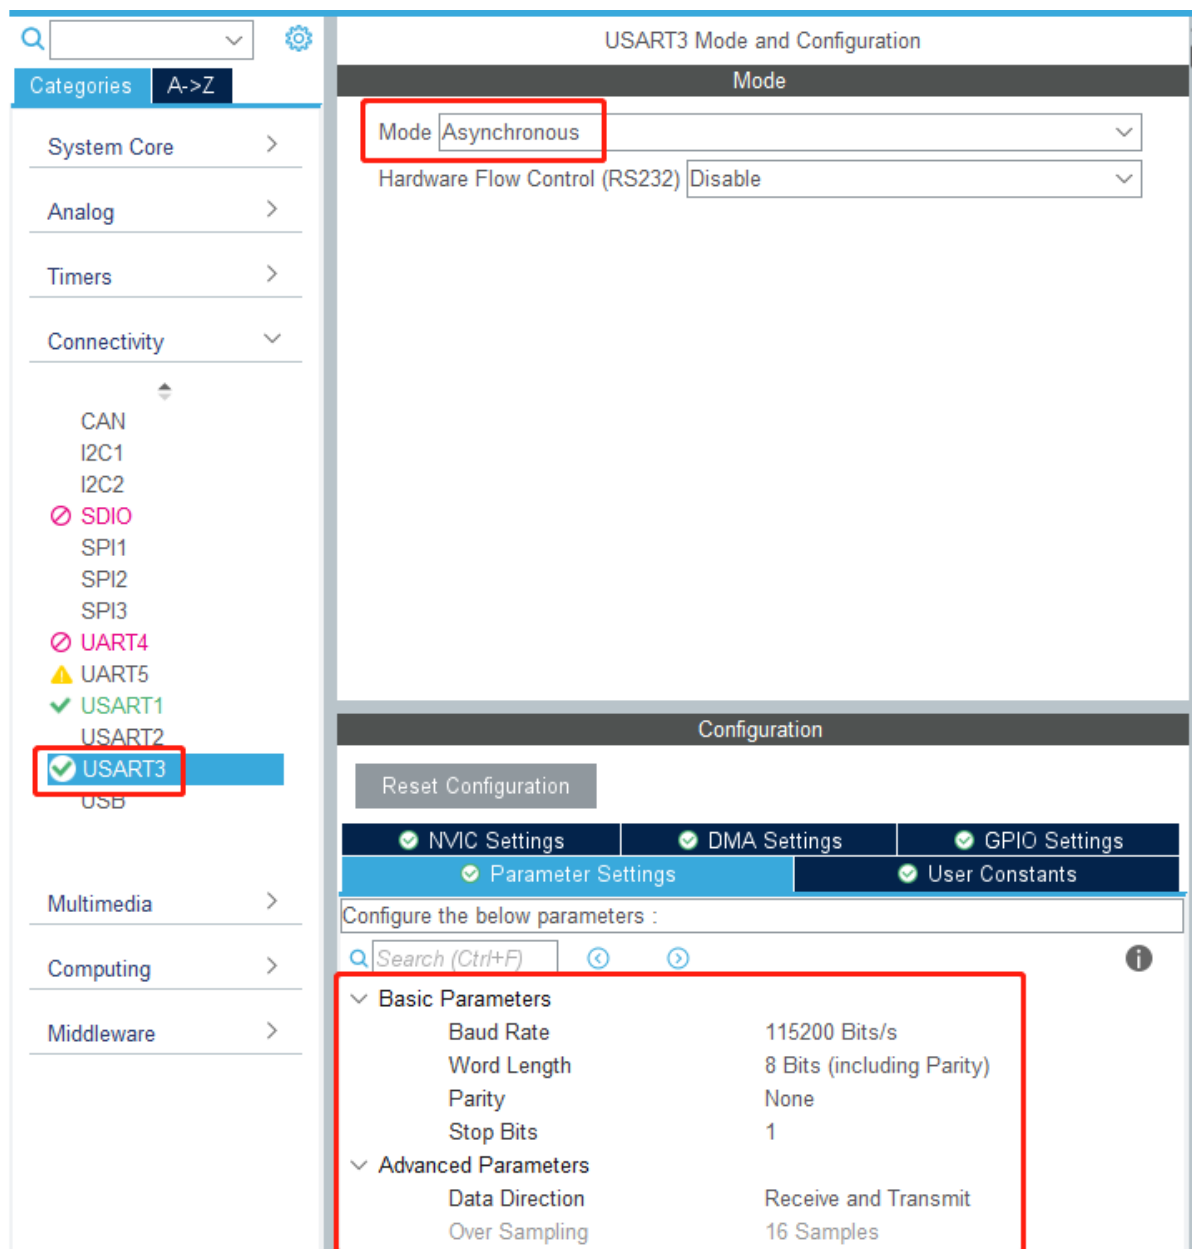 USART3 Mode and Configuration
Categories
A->Z
Mode
System Core
Mode Asynchronous
Hardware Flow Control (RS232) Disable
Analog
Timers
Connectivity
CAN
I2C1
I2C2
SDIO
SPI1
SPI2
SPI3
UART4
UART5
USART1
USART2
USART3
USB
Multimedia
Computing
Middleware
Configuration
Reset Configuration
NVIC Settings
DMA Settings
GPIO Settings
Parameter Settings
User Constants
Configure the below parameters :
Search (Ctrl+F)
Basic Parameters
Baud Rate 115200 Bits/s
Word Length 8 Bits (including Parity)
Parity None
Stop Bits 1
Advanced Parameters
Data Direction Receive and Transmit
Over Sampling 16 Samples